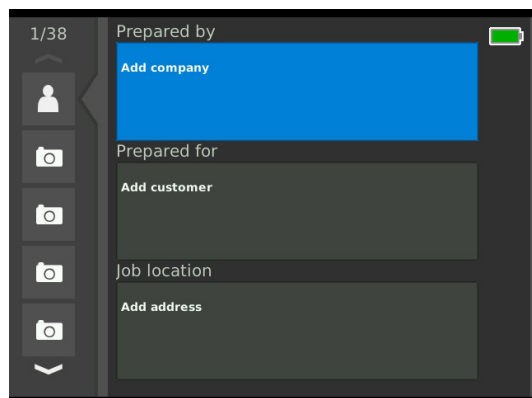 1/38
Prepared by
Add company
Prepared for
Add customer
Job location
Add address